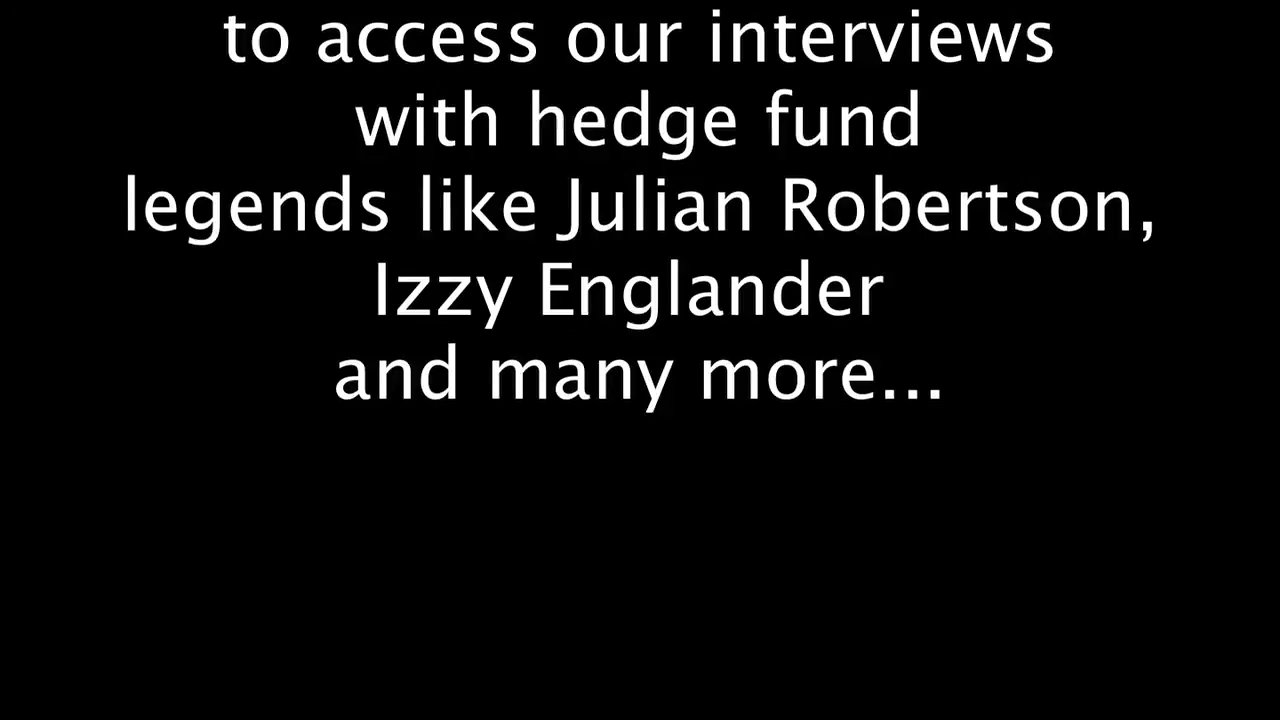 to access our interviews
with hedge fund
legends like Julian Robertson,
Izzy Englander
and many more...